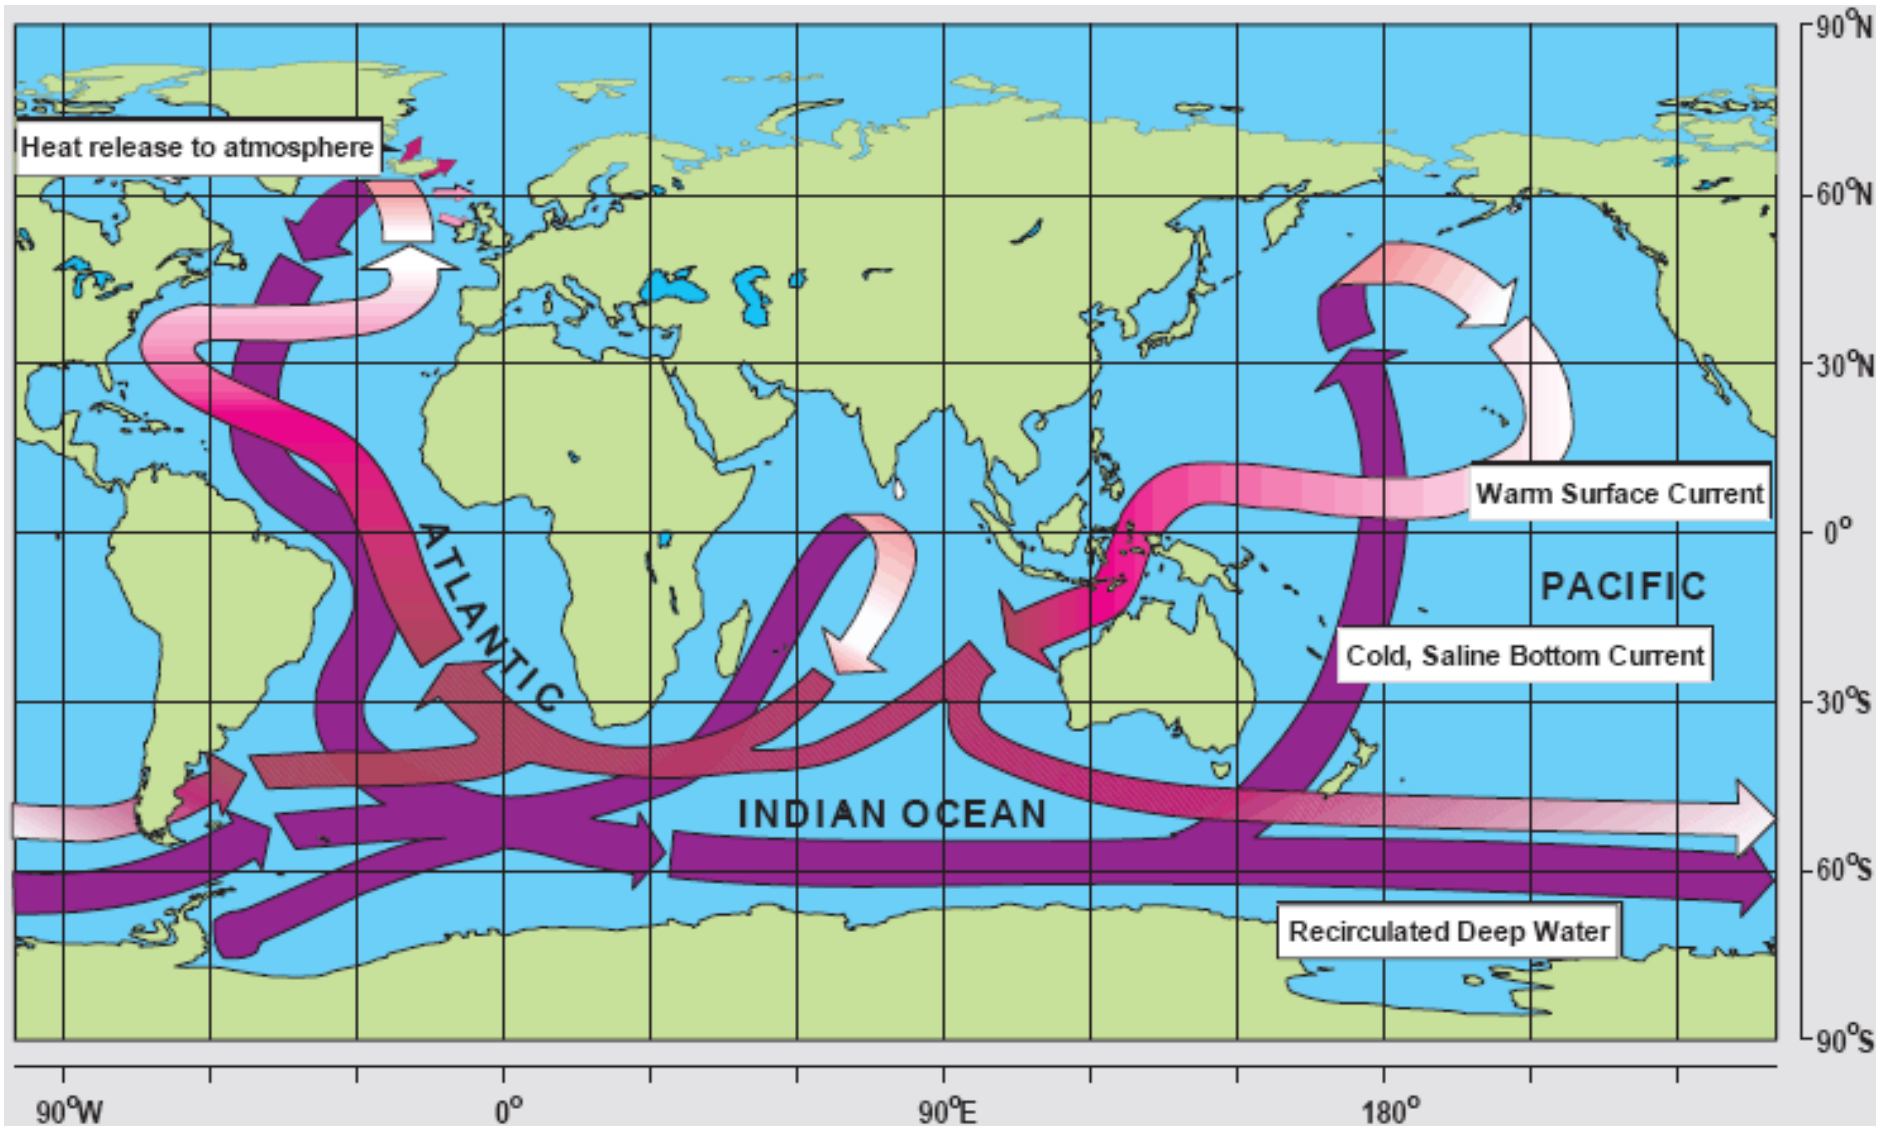 90°N
Heat release to atmosphere
60°N
30°N
Warm Surface Current
ATLANTIC
0°
PACIFIC
Cold, Saline Bottom Current
30°S
INDIAN OCEAN
60°S
Recirculated Deep Water
90°S
90°W
0°
90°E
180°